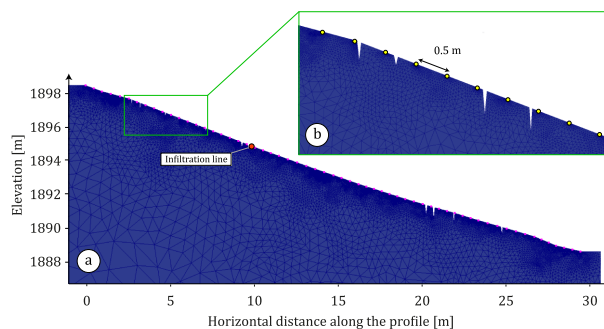 0.5 m
b
1898
1896
1894
1892
1890
1888
Elevation [m]
Infiltration line
a
0 5 10 15 20 25 30
Horizontal distance along the profile [m]